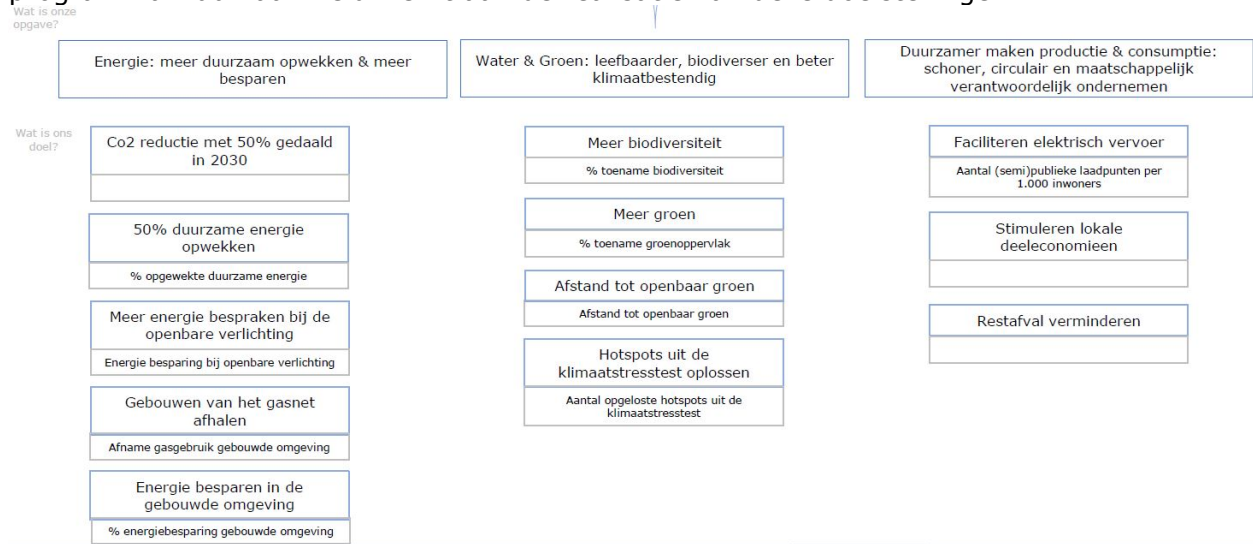 Wat is onze
opgave?
Energie: meer duurzaam opwekken & meer
besparen
Water & Groen: leefbaarder, biodiverser en beter
klimaatbestendig
Duurzamer maken productie & consumptie:
schoner, circulair en maatschappelijk
verantwoordelijk ondernemen
Wat is ons
doel?
Co2 reductie met 50% gedaald
in 2030
50% duurzame energie
opwekken
% opgewekte duurzame energie
Meer energie bespraken bij de
openbare verlichting
Energie besparing bij openbare verlichting
Gebouwen van het gasnet
afhalen
Afname gasgebruik gebouwde omgeving
Energie besparen in de
gebouwde omgeving
% energiebesparing gebouwde omgeving
Meer biodiversiteit
% toename biodiversiteit
Meer groen
% toename groenoppervlak
Afstand tot openbaar groen
Afstand tot openbaar groen
Hotspots uit de
klimaatstresstest oplossen
Aantal opgeloste hotspots uit de
klimaatstresstest
Faciliteren elektrisch vervoer
Aantal (semi)publieke laadpunten per
1.000 inwoners
Stimuleren lokale
deeleconomieen
Restafval verminderen